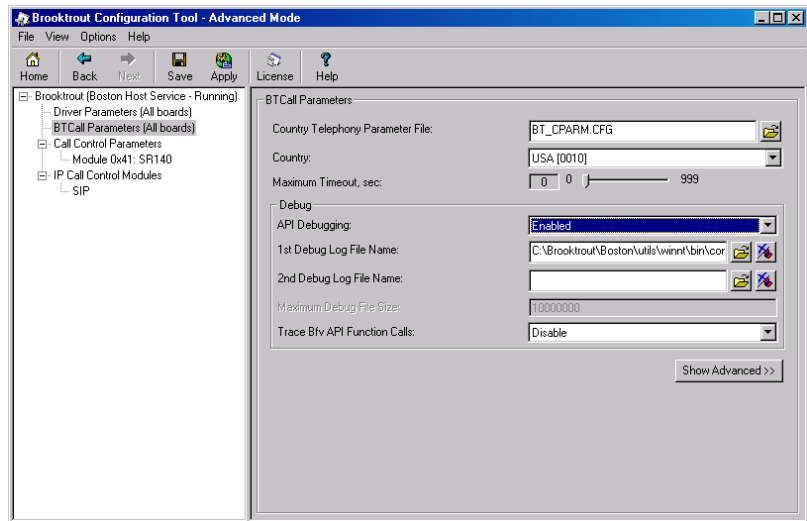 Brooktrout Configuration Tool - Advanced Mode
File View Options Help
Home Back Next Save Apply License Help
Brooktrout (Boston Host Service - Running)
Driver Parameters (All boards)
BTCall Parameters (All boards)
Call Control Parameters
Module 0x41: SR140
IP Call Control Modules
SIP
BTCall Parameters
Country Telephony Parameter File: BT_CPARM.CFG
Country: USA [0010]
Maximum Timeout, sec: 0 0 999
Debug
API Debugging: Enabled
1st Debug Log File Name: C:\Brooktrout\Boston\utils\winnt\bin\cor
2nd Debug Log File Name:
Maximum Debug File Size: 10000000
Trace Bfv API Function Calls: Disable
Show Advanced >>